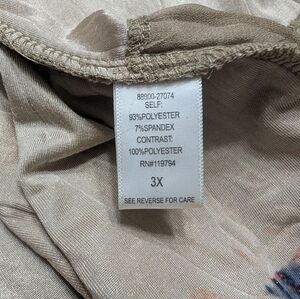 88900-27074
SELF:
93%POLYESTER
7%SPANDEX
CONTRAST:
100%POLYESTER
RN#119794
3X
SEE REVERSE FOR CARE